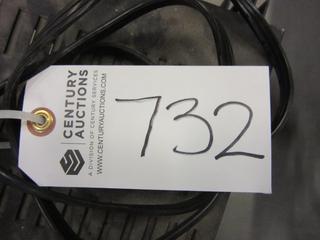 CENTURY
AUCTIONS
A DIVISION OF CENTURY SERVICES
WWW.CENTURYAUCTIONS.COM
732